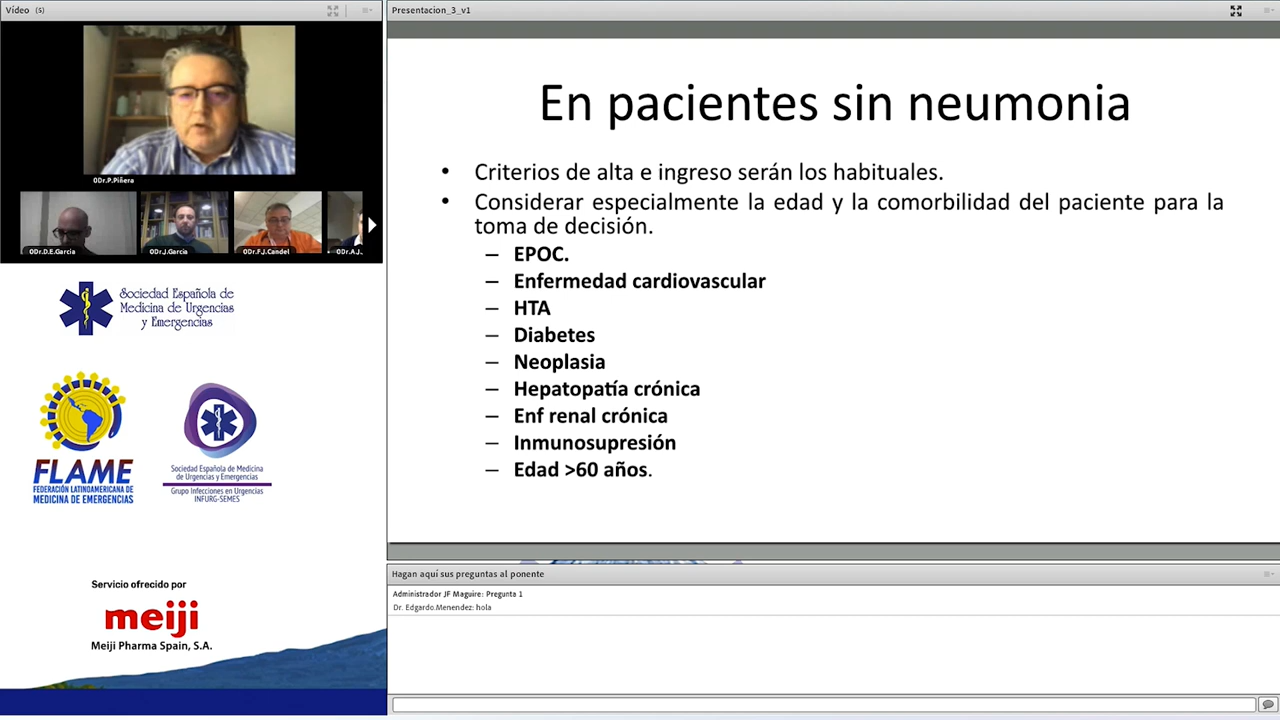 Vídeo (5)
0Dr.P.Piñera
0Dr.D.E.Garcia
0Dr.J.Garcia
0Dr.F.J.Candel
0Dr.A.J.
Sociedad Española de
Medicina de Urgencias
y Emergencias
FLAME
FEDERACIÓN LATINOAMERICANA DE
MEDICINA DE EMERGENCIAS
Sociedad Española de Medicina
de Urgencias y Emergencias
Grupo Infecciones en Urgencias
INFURG-SEMES
Servicio ofrecido por
meiji
Meiji Pharma Spain, S.A.
Presentacion_3_v1
En pacientes sin neumonia
• Criterios de alta e ingreso serán los habituales.
• Considerar especialmente la edad y la comorbilidad del paciente para la
toma de decisión.
– EPOC.
– Enfermedad cardiovascular
– HTA
– Diabetes
– Neoplasia
– Hepatopatía crónica
– Enf renal crónica
– Inmunosupresión
– Edad >60 años.
Hagan aquí sus preguntas al ponente
Administrador JF Maguire: Pregunta 1
Dr. Edgardo.Menendez: hola